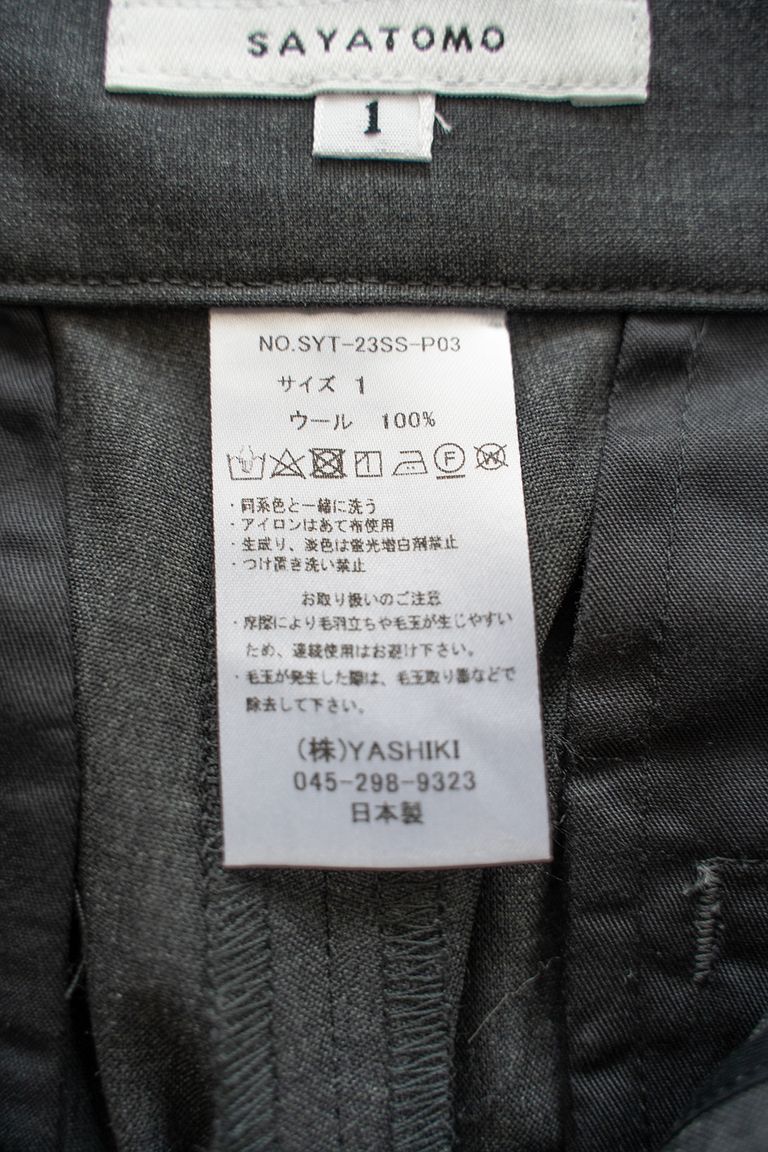 SAYATOMO
1
NO.SYT-23SS-P03
サイズ 1
ウール 100%
F W
・同系色と一緒に洗う
・アイロンはあて布使用
・生成り、淡色は蛍光増白剤禁止
・つけ置き洗い禁止
お取り扱いのご注意
・摩擦により毛羽立ちや毛玉が生じやすい
ため、連続使用はお避け下さい。
・毛玉が発生した際は、毛玉取り器などで
除去して下さい。
(株)YASHIKI
045-298-9323
日本製